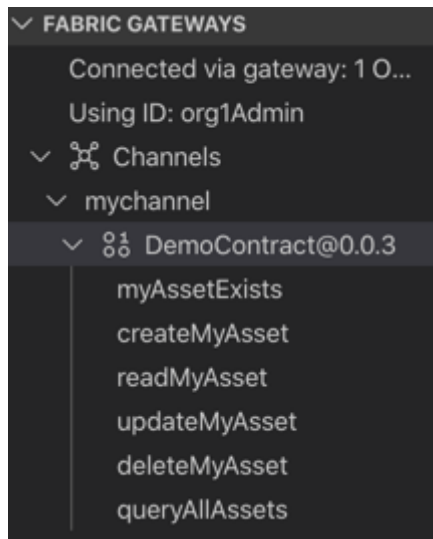 FABRIC GATEWAYS
Connected via gateway: 1 O...
Using ID: org1Admin
Channels
mychannel
DemoContract@0.0.3
myAssetExists
createMyAsset
readMyAsset
updateMyAsset
deleteMyAsset
queryAllAssets